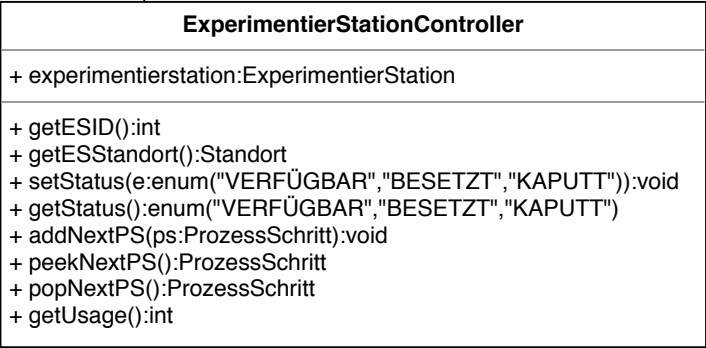 ExperimentierStationController
+ experimentierstation:ExperimentierStation
+ getESID():int
+ getESStandort():Standort
+ setStatus(e:enum("VERFÜGBAR","BESETZT","KAPUTT")):void
+ getStatus():enum("VERFÜGBAR","BESETZT","KAPUTT")
+ addNextPS(ps:ProzessSchritt):void
+ peekNextPS():ProzessSchritt
+ popNextPS():ProzessSchritt
+ getUsage():int